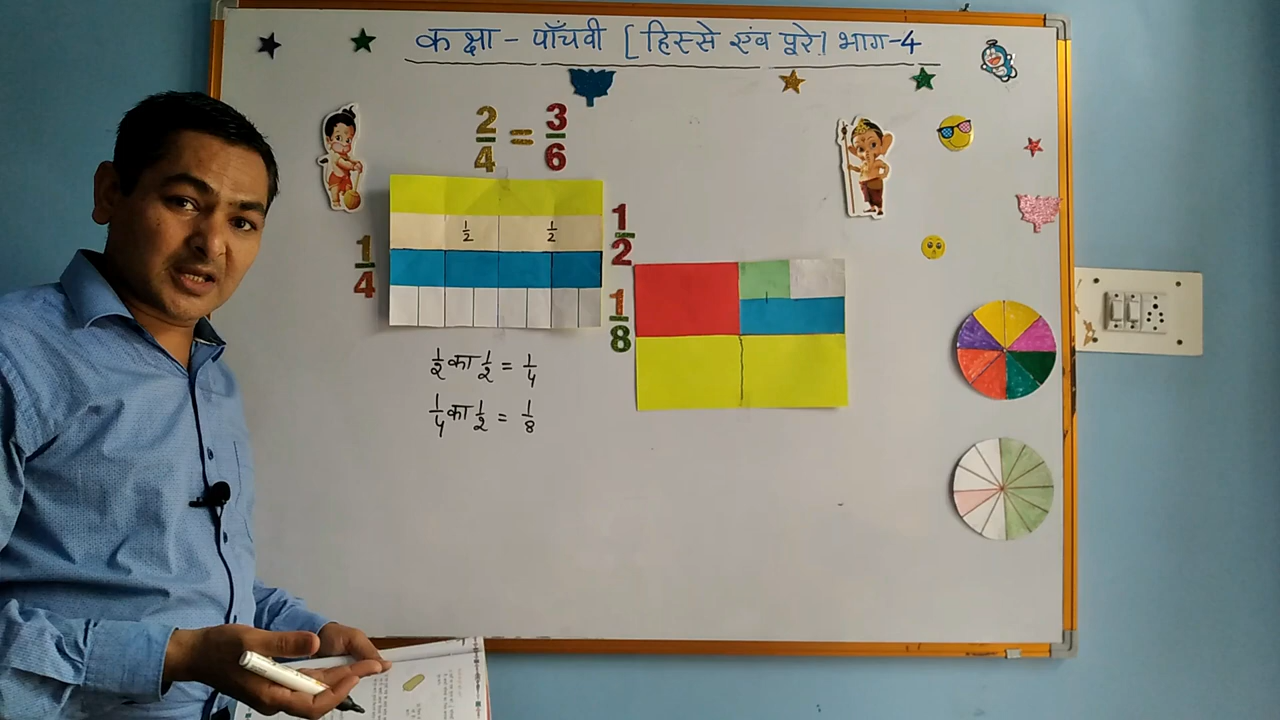 कक्षा - पाँचवी [हिस्से एंव पूरे] भाग-4
2/4 = 3/6
1/2 1/2
1/2
1/4
1/8
1/2 का 1/2 = 1/4
1/4 का 1/2 = 1/8